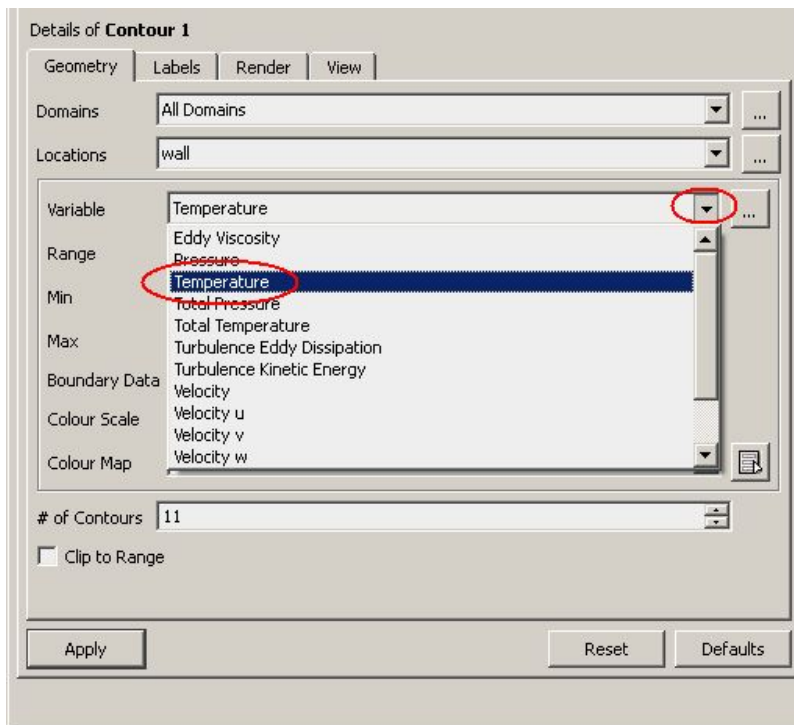 Details of Contour 1
Geometry Labels Render View
Domains All Domains ...
Locations wall ...
Variable Temperature ...
Eddy Viscosity
Range Pressure
Temperature
Min Total Pressure
Total Temperature
Max Turbulence Eddy Dissipation
Turbulence Kinetic Energy
Boundary Data Velocity
Colour Scale Velocity u
Velocity v
Colour Map Velocity w
# of Contours 11
Clip to Range
Apply Reset Defaults